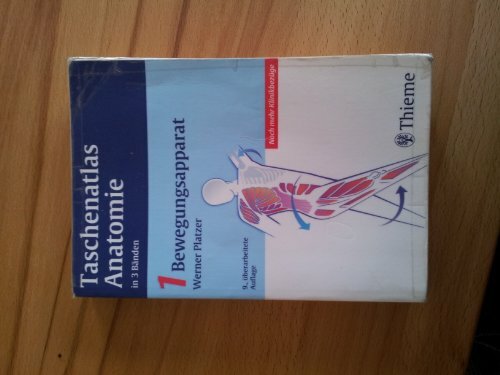 Taschenatlas
Anatomie
in 3 Bänden
1 Bewegungsapparat
Werner Platzer
9., überarbeitete
Auflage
Noch mehr Klinikbezüge
Thieme